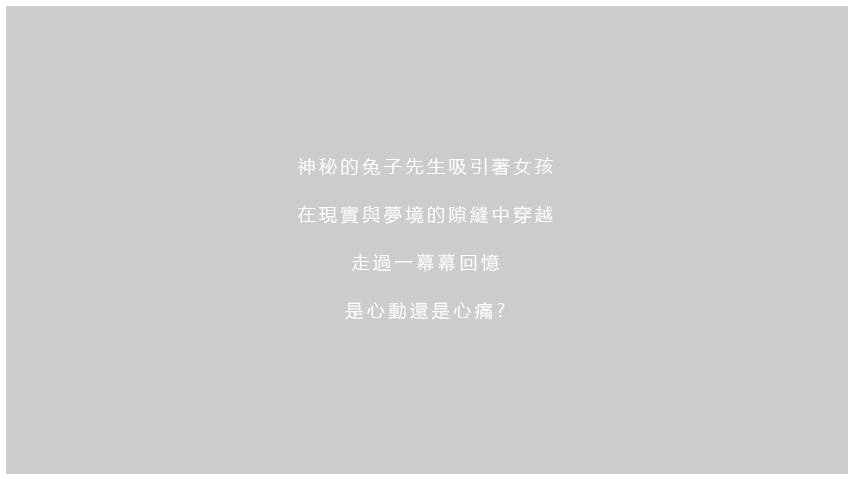 神秘的兔子先生吸引著女孩
在現實與夢境的隙縫中穿越
走過一幕幕回憶
是心動還是心痛?